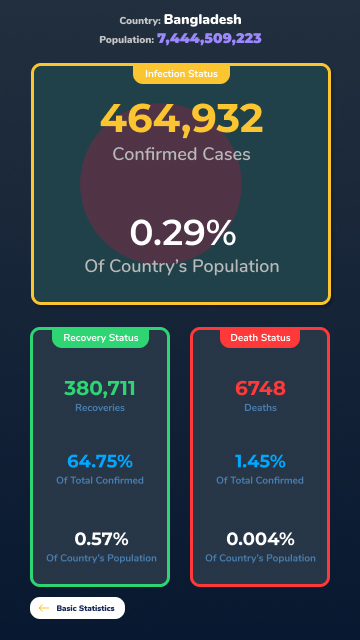 Country: Bangladesh
Population: 7,444,509,223
Infection Status
464,932
Confirmed Cases
0.29%
Of Country's Population
Recovery Status
380,711
Recoveries
64.75%
Of Total Confirmed
0.57%
Of Country's Population
Death Status
6748
Deaths
1.45%
Of Total Confirmed
0.004%
Of Country's Population
← Basic Statistics